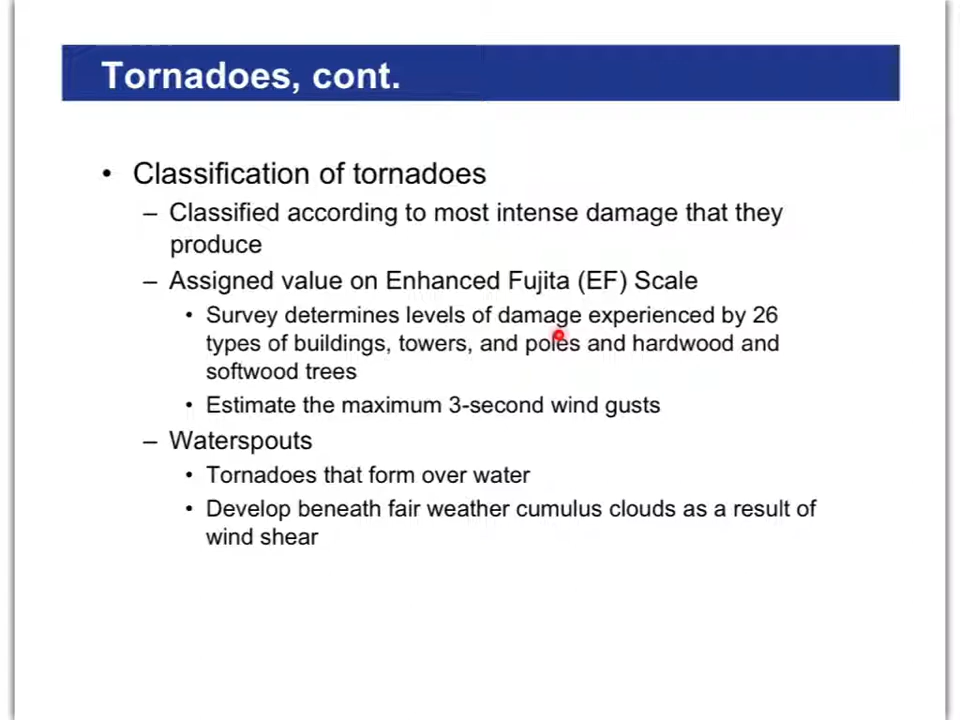 Tornadoes, cont.
• Classification of tornadoes
– Classified according to most intense damage that they
produce
– Assigned value on Enhanced Fujita (EF) Scale
• Survey determines levels of damage experienced by 26
types of buildings, towers, and poles and hardwood and
softwood trees
• Estimate the maximum 3-second wind gusts
– Waterspouts
• Tornadoes that form over water
• Develop beneath fair weather cumulus clouds as a result of
wind shear